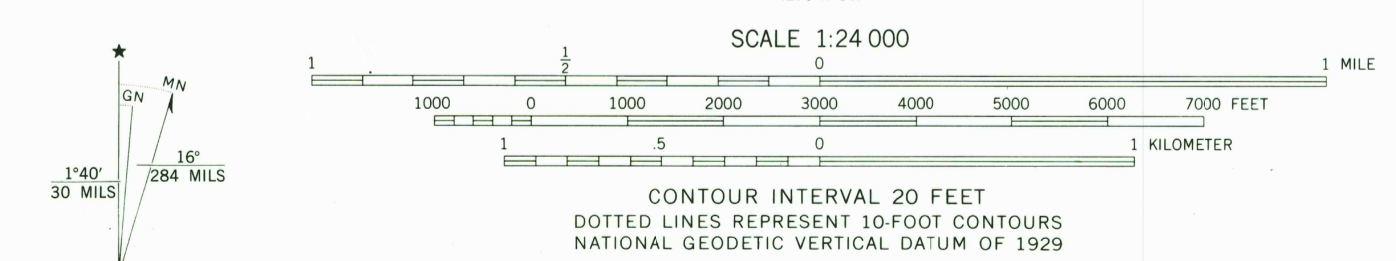 SCALE 1:24 000
1 1/2 0 1 MILE
1000 0 1000 2000 3000 4000 5000 6000 7000 FEET
1 .5 0 1 KILOMETER
CONTOUR INTERVAL 20 FEET
DOTTED LINES REPRESENT 10-FOOT CONTOURS
NATIONAL GEODETIC VERTICAL DATUM OF 1929
★
MN
GN
1°40′
30 MILS
16°
284 MILS